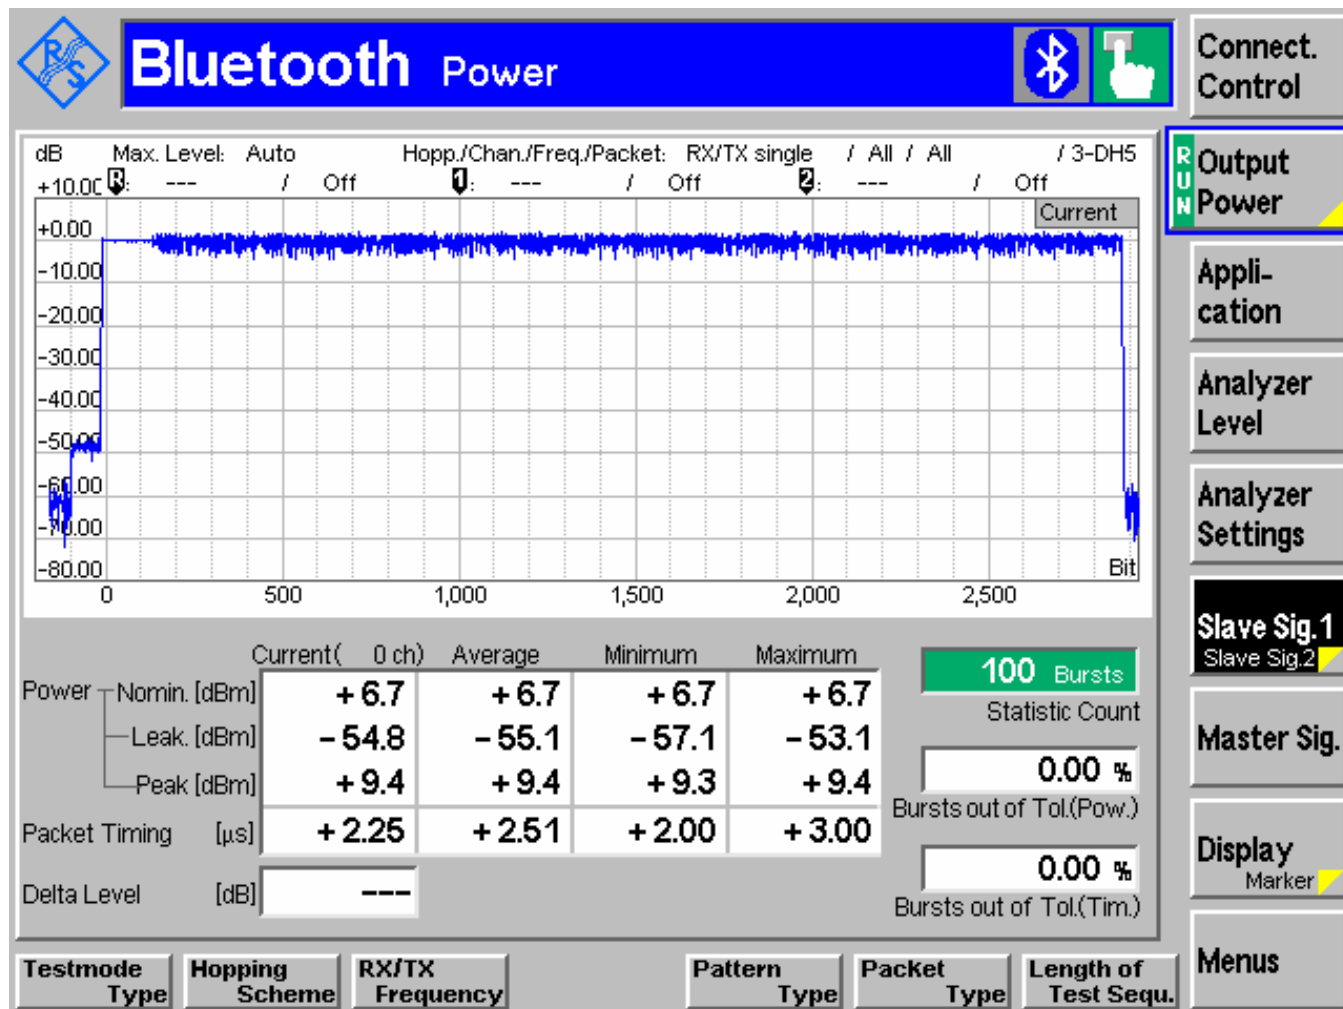 R S
Bluetooth Power
Connect. Control
dB Max. Level: Auto Hopp./Chan./Freq./Packet: RX/TX single / All / All / 3-DH5
R: --- / Off 1: --- / Off 2: --- / Off
Current
+10.00
+0.00
-10.00
-20.00
-30.00
-40.00
-50.00
-60.00
-70.00
-80.00
Bit
0 500 1,000 1,500 2,000 2,500
RUN
Output Power
Appli-
cation
Analyzer Level
Analyzer Settings
Slave Sig.1
Slave Sig.2
Master Sig.
Display
Marker
Menus
Current( 0 ch) Average Minimum Maximum
Power Nomin. [dBm] +6.7 +6.7 +6.7 +6.7
Leak. [dBm] -54.8 -55.1 -57.1 -53.1
Peak [dBm] +9.4 +9.4 +9.3 +9.4
Packet Timing [µs] +2.25 +2.51 +2.00 +3.00
Delta Level [dB] ---
100 Bursts
Statistic Count
0.00 %
Bursts out of Tol.(Pow.)
0.00 %
Bursts out of Tol.(Tim.)
Testmode Type
Hopping Scheme
RX/TX Frequency
Pattern Type
Packet Type
Length of Test Sequ.